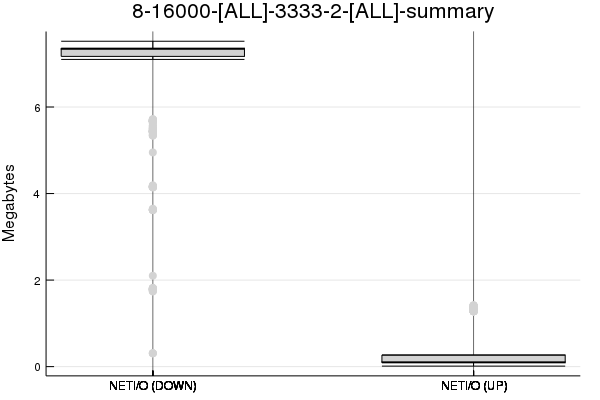 8-16000-[ALL]-3333-2-[ALL]-summary
Megabytes
6
4
2
0
NETI/O (DOWN)
NETI/O (UP)